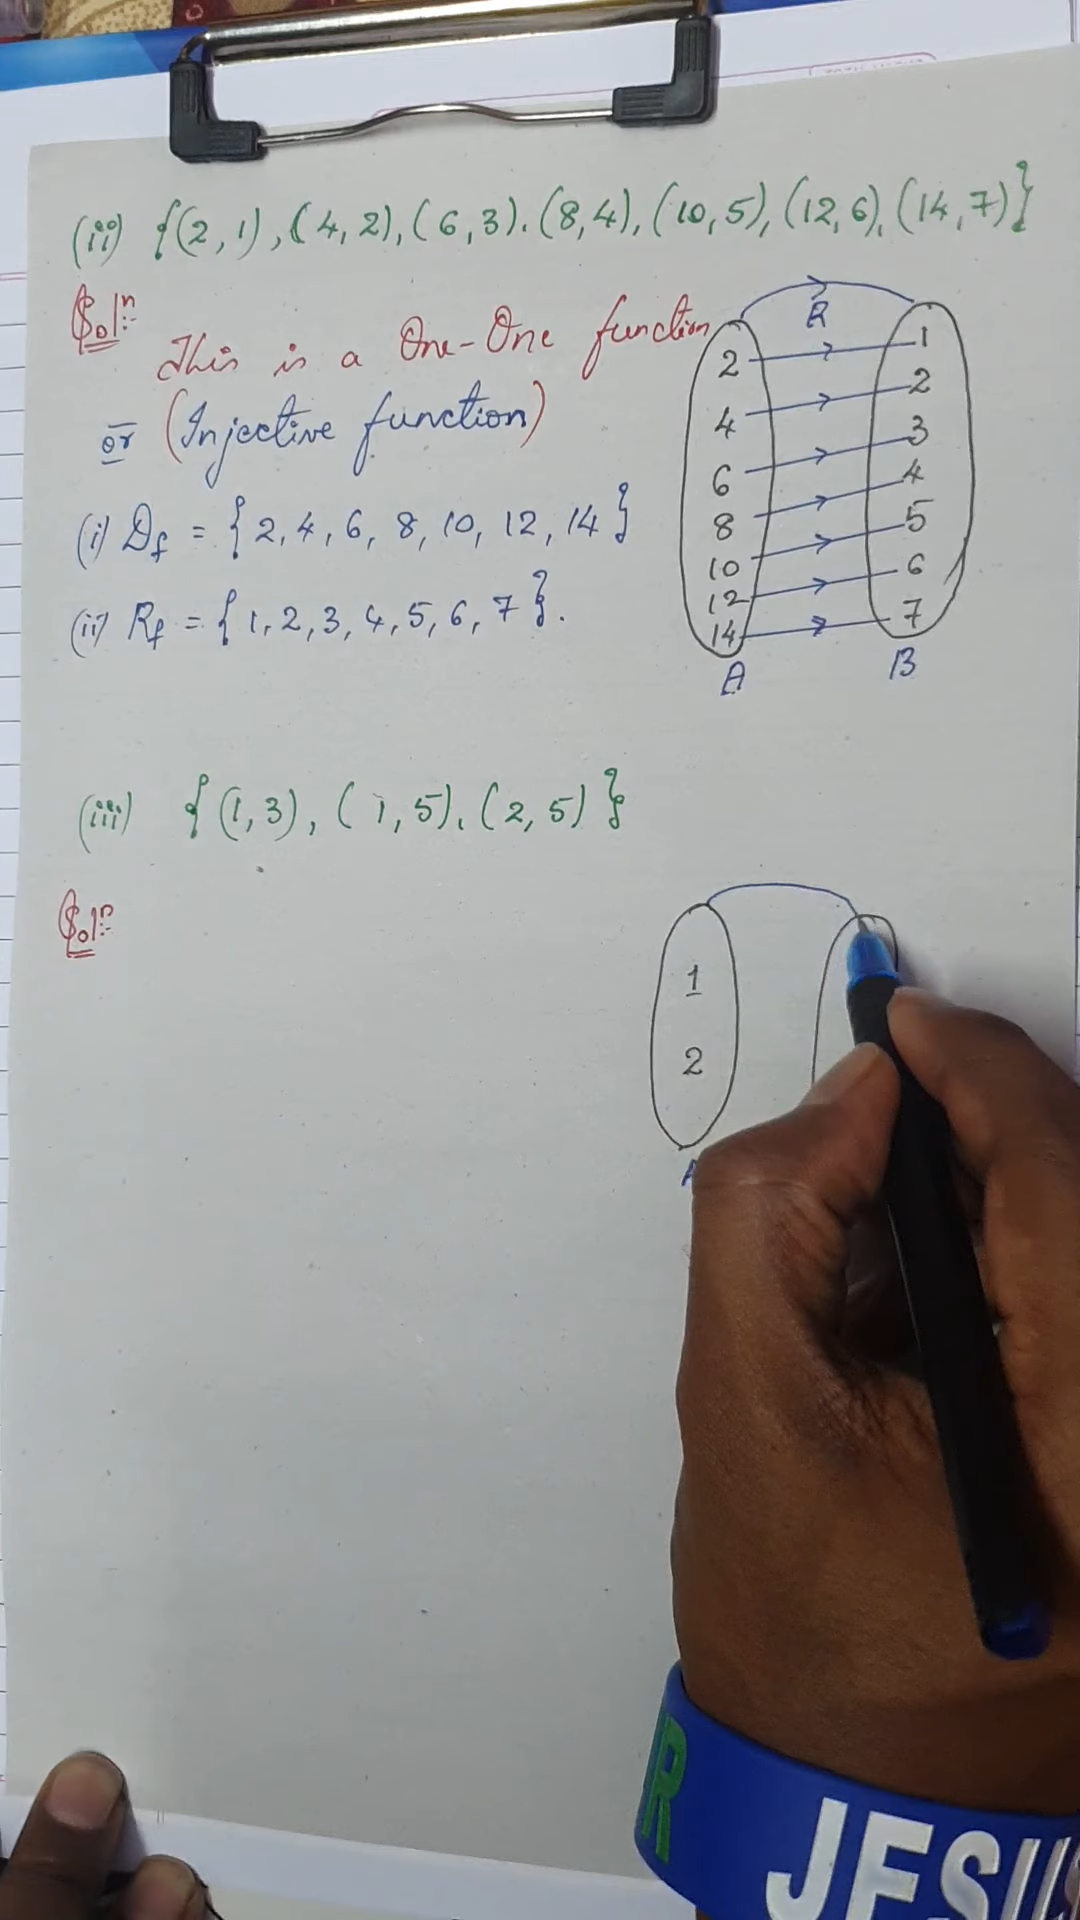 (ii) {(2, 1), (4, 2), (6, 3). (8, 4), (10, 5), (12, 6), (14, 7)}
Solⁿ:-
This is a One-One function
or (Injective function)
(i) Df = {2, 4, 6, 8, 10, 12, 14}
(ii) Rf = {1, 2, 3, 4, 5, 6, 7}.
R
2 1
4 2
6 3
8 4
10 5
12 6
14 7
A B
(iii) {(1, 3), (1, 5), (2, 5)}
Solⁿ:-
1
2
A
JESUS